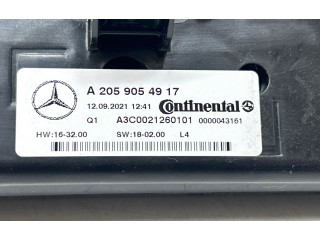 A 205 905 49 17
12.09.2021 12:41 Continental
Q1 A3C0021260101 0000043161
HW:16-32.00 SW:18-02.00 L4